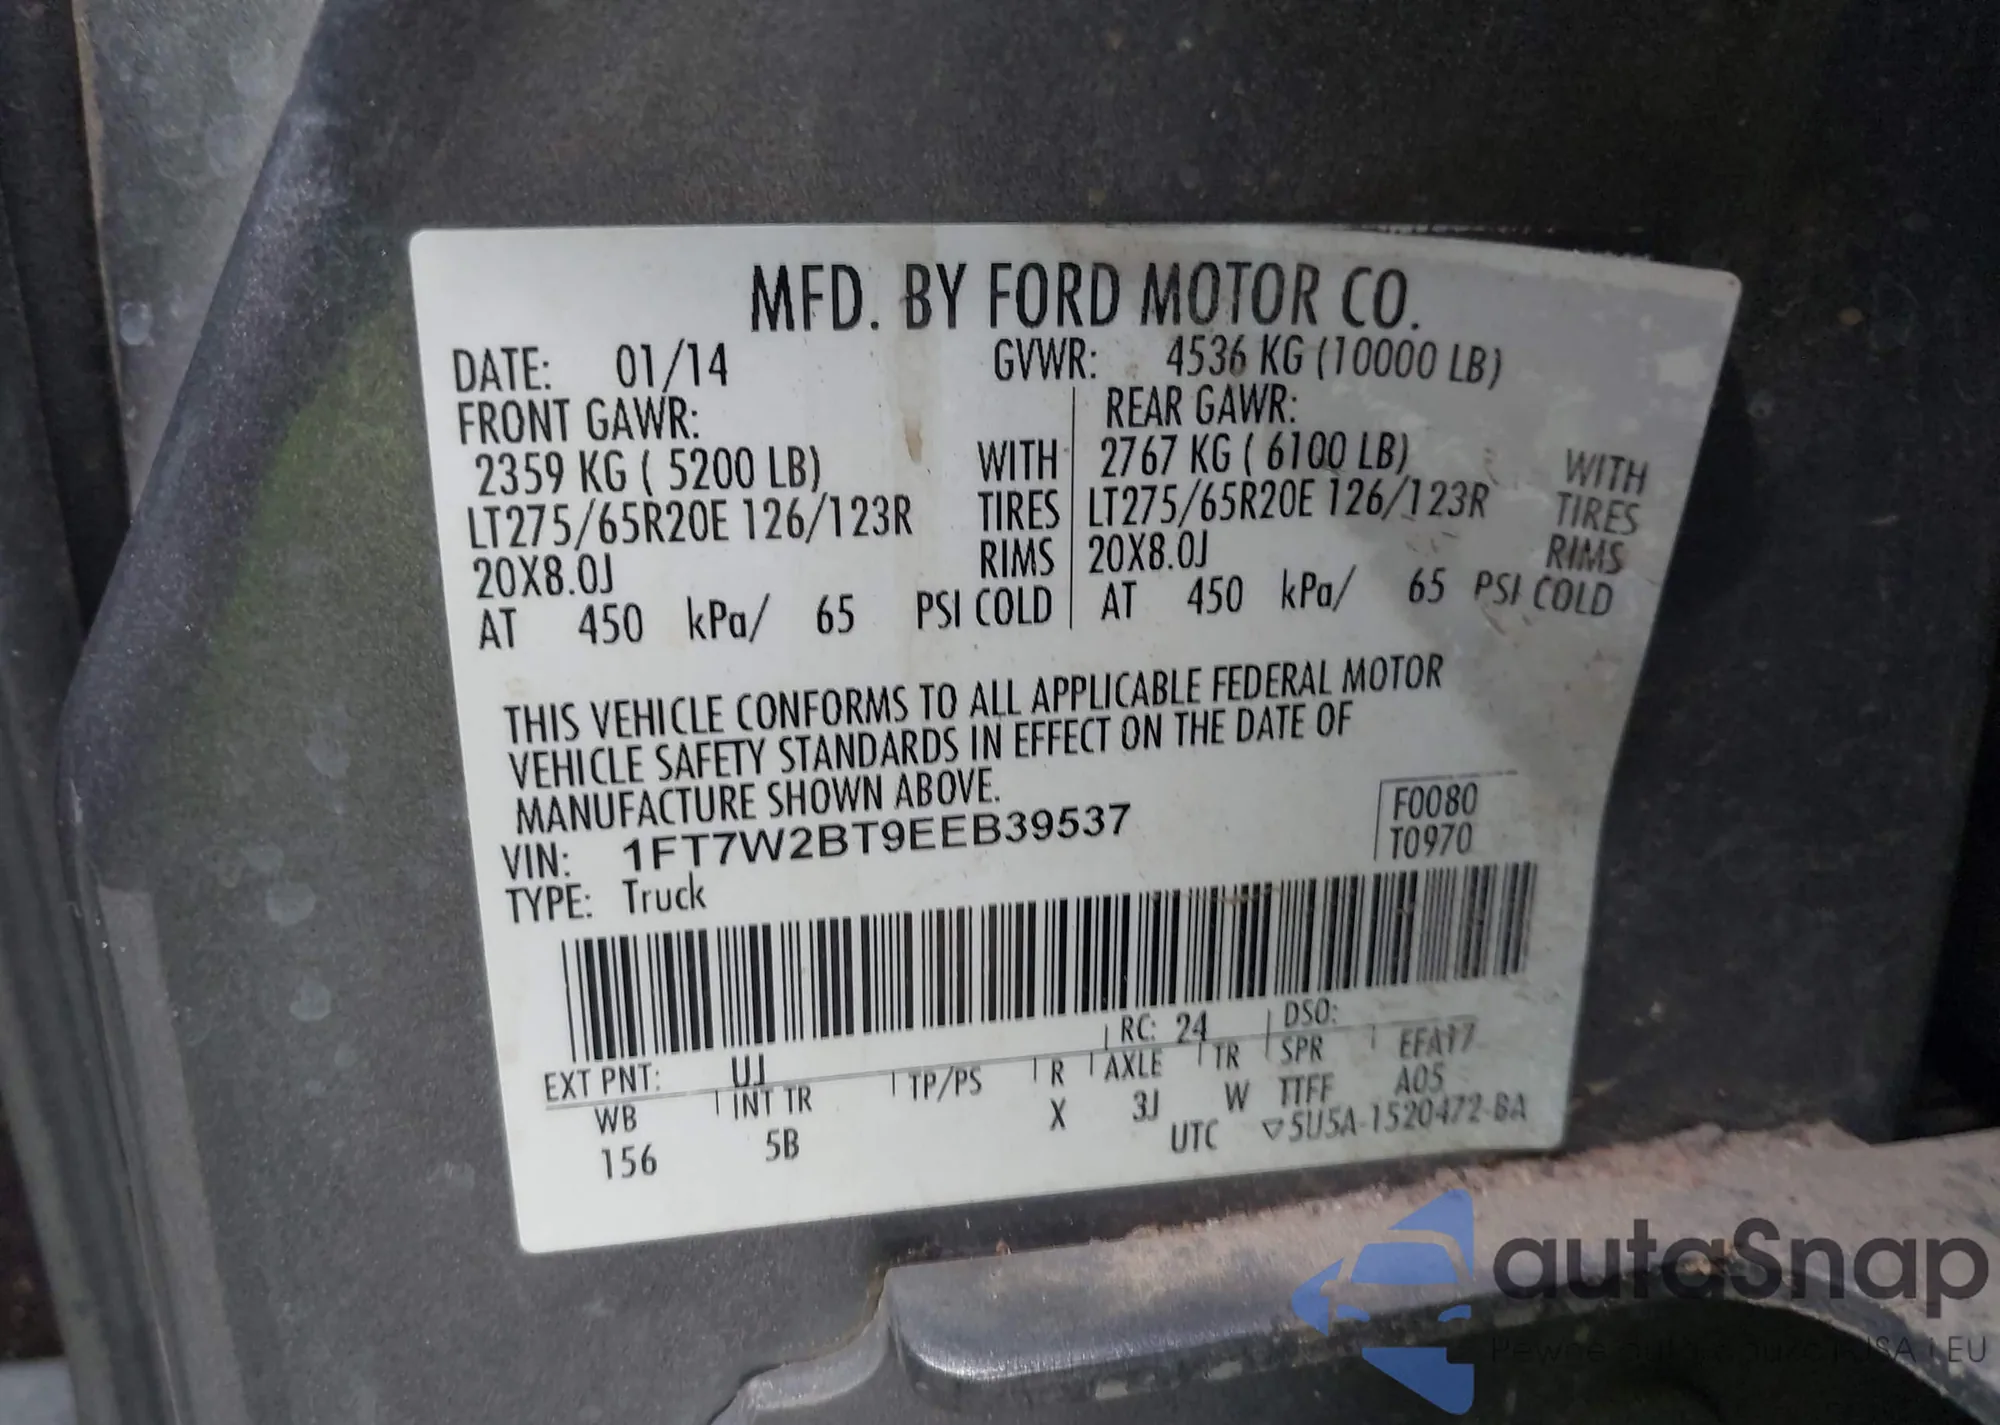 MFD. BY FORD MOTOR CO.
DATE: 01/14 GVWR: 4536 KG (10000 LB)
FRONT GAWR: REAR GAWR:
2359 KG ( 5200 LB) WITH 2767 KG ( 6100 LB) WITH
LT275/65R20E 126/123R TIRES LT275/65R20E 126/123R TIRES
20X8.0J RIMS 20X8.0J RIMS
AT 450 kPa/ 65 PSI COLD AT 450 kPa/ 65 PSI COLD
THIS VEHICLE CONFORMS TO ALL APPLICABLE FEDERAL MOTOR
VEHICLE SAFETY STANDARDS IN EFFECT ON THE DATE OF
MANUFACTURE SHOWN ABOVE.
VIN: 1FT7W2BT9EEB39537
F0080
T0970
TYPE: Truck
EXT PNT: UJ RC: 24 DSO:
WB INT TR TP/PS R AXLE TR SPR EFA17
156 5B X 3J W TTFF A05
UTC ▽5U5A-1520472-BA
autoSnap
USA | EU